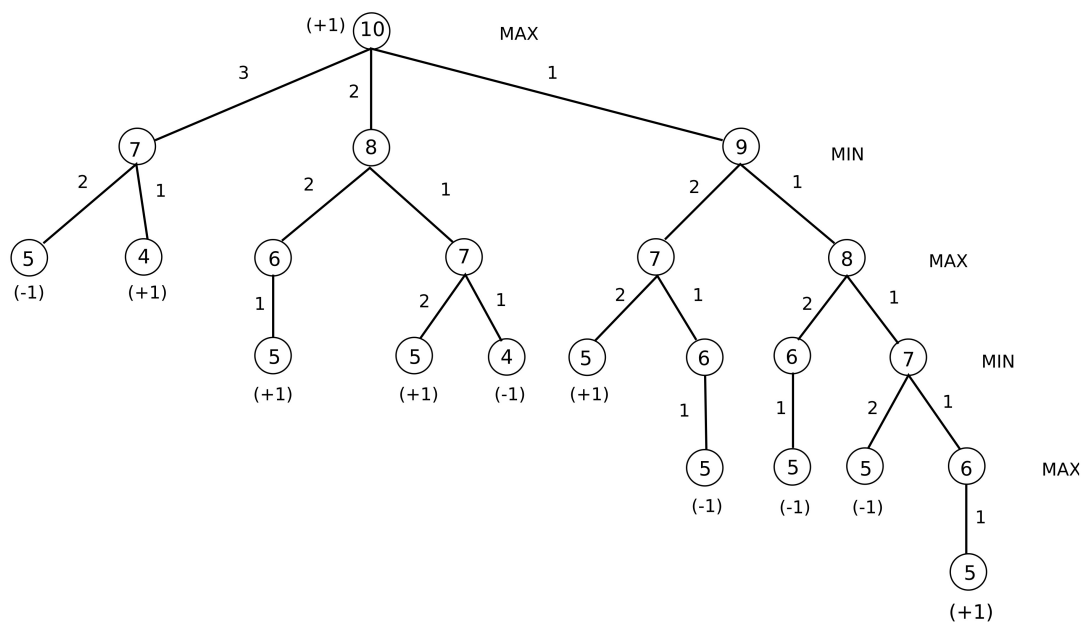 (+1) 10 MAX
3 2 1
7 8 9 MIN
2 1 2 1 2 1
5 4 6 7 7 8 MAX
(-1) (+1)
1 2 1 2 1 2 1
5 5 4 5 6 6 7 MIN
(+1) (+1) (-1) (+1)
1 1 2 1
5 5 5 6 MAX
(-1) (-1) (-1)
1
5
(+1)